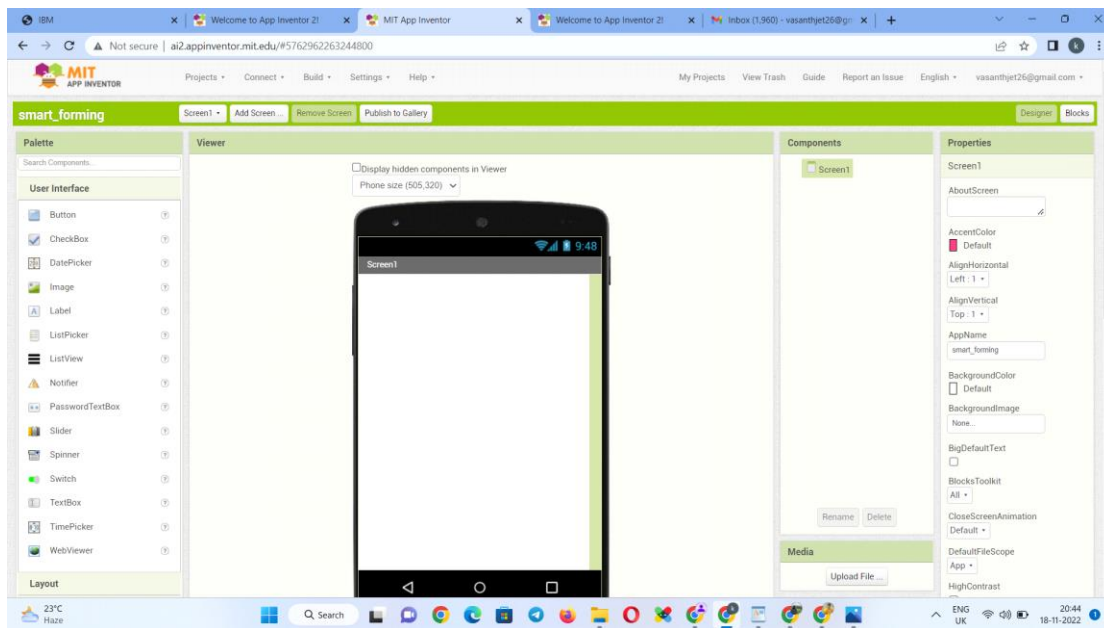 IBM
Welcome to App Inventor 2!
MIT App Inventor
Welcome to App Inventor 2!
Inbox (1,960) - vasanthjet26@gm
Not secure | ai2.appinventor.mit.edu/#5762962263244800
k
MIT
APP INVENTOR
Projects
Connect
Build
Settings
Help
My Projects
View Trash
Guide
Report an Issue
English
vasanthjet26@gmail.com
smart_forming
Screen1
Add Screen ...
Remove Screen
Publish to Gallery
Designer
Blocks
Palette
Search Components...
User Interface
Button
CheckBox
DatePicker
Image
Label
ListPicker
ListView
Notifier
PasswordTextBox
Slider
Spinner
Switch
TextBox
TimePicker
WebViewer
Layout
Viewer
Display hidden components in Viewer
Phone size (505,320)
9:48
Screen1
Components
Screen1
Rename
Delete
Media
Upload File ...
Properties
Screen1
AboutScreen
AccentColor
Default
AlignHorizontal
Left : 1
AlignVertical
Top : 1
AppName
smart_forming
BackgroundColor
Default
BackgroundImage
None...
BigDefaultText
BlocksToolkit
All
CloseScreenAnimation
Default
DefaultFileScope
App
HighContrast
23°C
Haze
Search
ENG
UK
20:44
18-11-2022